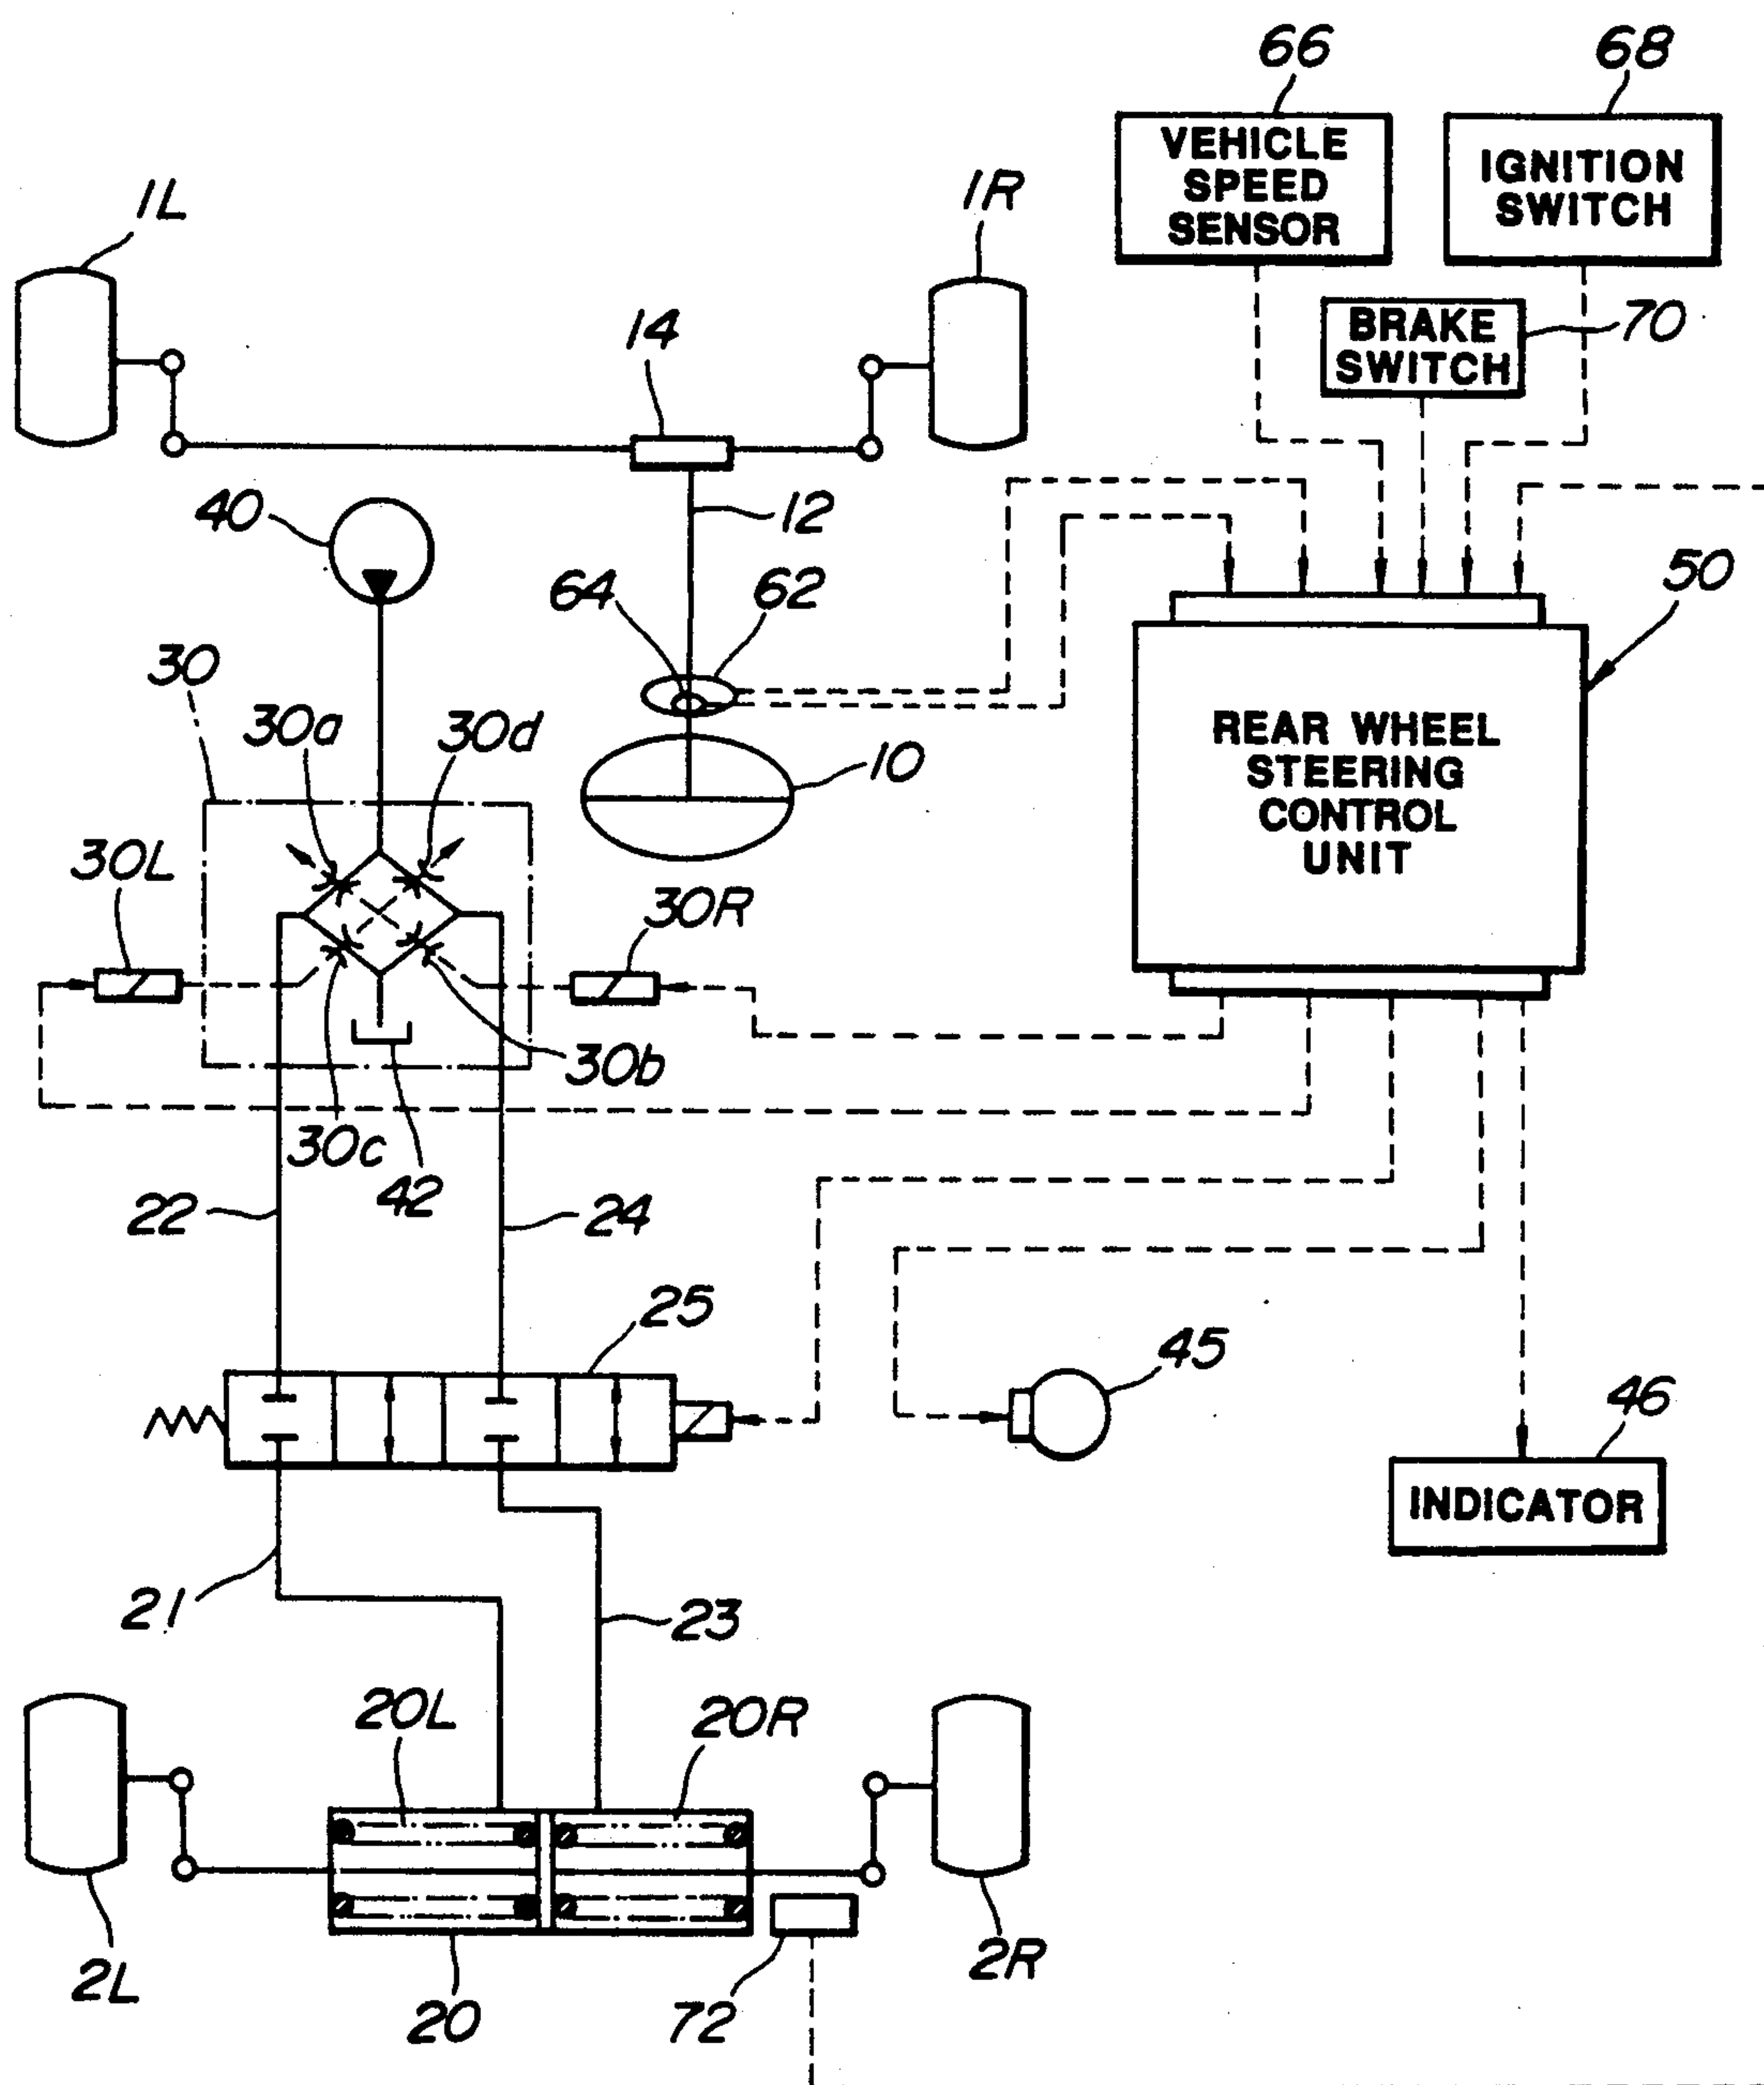 66
68
VEHICLE
SPEED
SENSOR
IGNITION
SWITCH
1L
1R
BRAKE
SWITCH
70
14
40
12
64
62
50
30
30a
30d
10
REAR WHEEL
STEERING
CONTROL
UNIT
30L
30R
30b
30c
42
22
24
25
45
46
INDICATOR
21
23
20L
20R
2L
2R
20
72